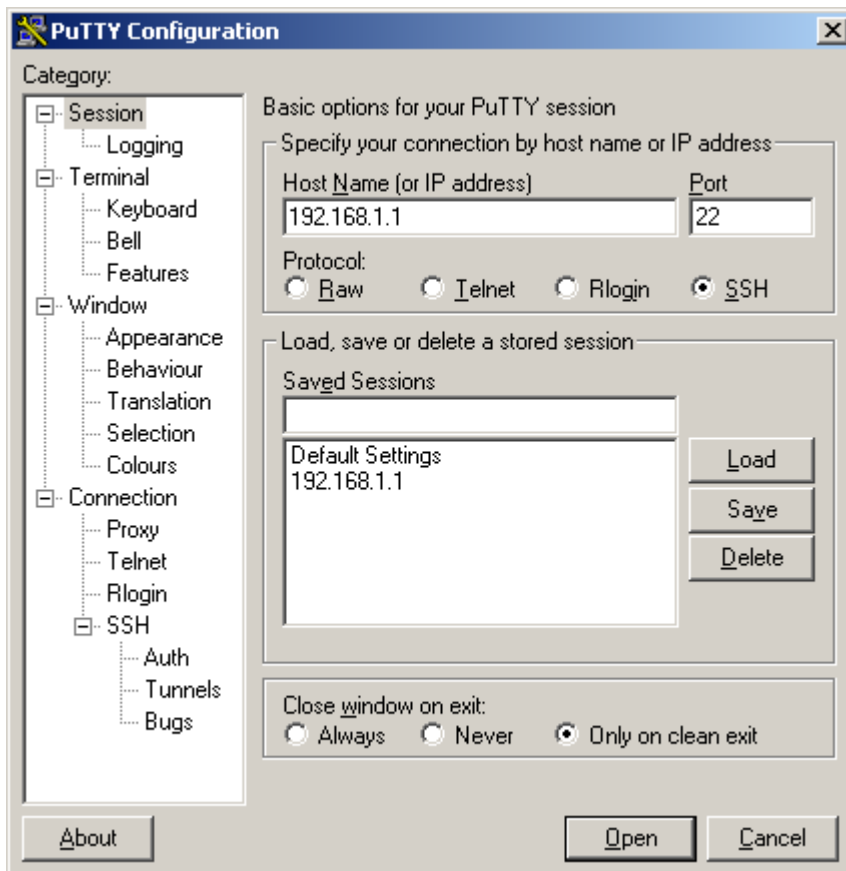 PuTTY Configuration
Category:
Session
Logging
Terminal
Keyboard
Bell
Features
Window
Appearance
Behaviour
Translation
Selection
Colours
Connection
Proxy
Telnet
Rlogin
SSH
Auth
Tunnels
Bugs
Basic options for your PuTTY session
Specify your connection by host name or IP address
Host Name (or IP address) Port
192.168.1.1 22
Protocol:
Raw Telnet Rlogin SSH
Load, save or delete a stored session
Saved Sessions
Default Settings
192.168.1.1
Load
Save
Delete
Close window on exit:
Always Never Only on clean exit
About Open Cancel